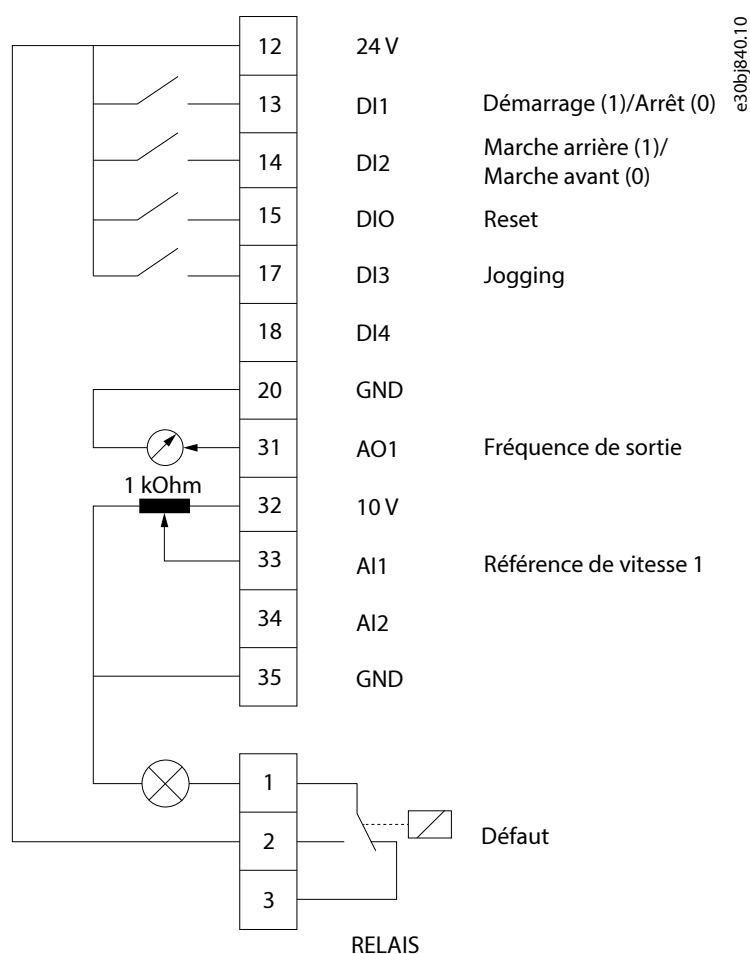 e30bj840.10
12 24 V
13 DI1 Démarrage (1)/Arrêt (0)
14 DI2 Marche arrière (1)/
Marche avant (0)
15 DIO Reset
17 DI3 Jogging
18 DI4
20 GND
31 AO1 Fréquence de sortie
1 kOhm
32 10 V
33 AI1 Référence de vitesse 1
34 AI2
35 GND
1
2 Défaut
3
RELAIS